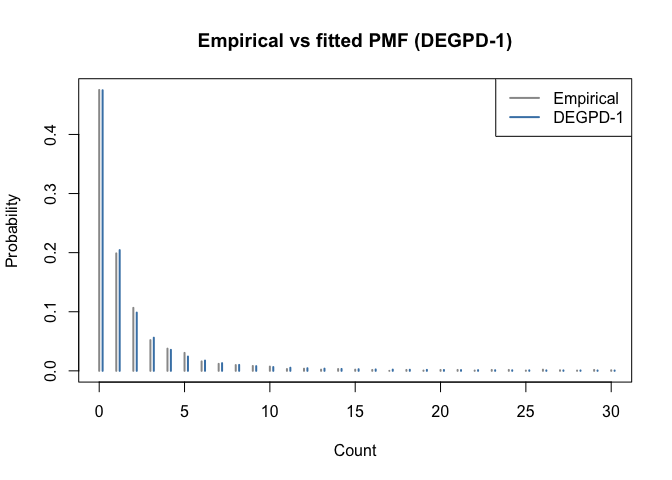 Empirical vs fitted PMF (DEGPD-1)
Empirical
DEGPD-1
Probability
0.4
0.3
0.2
0.1
0.0
0 5 10 15 20 25 30
Count